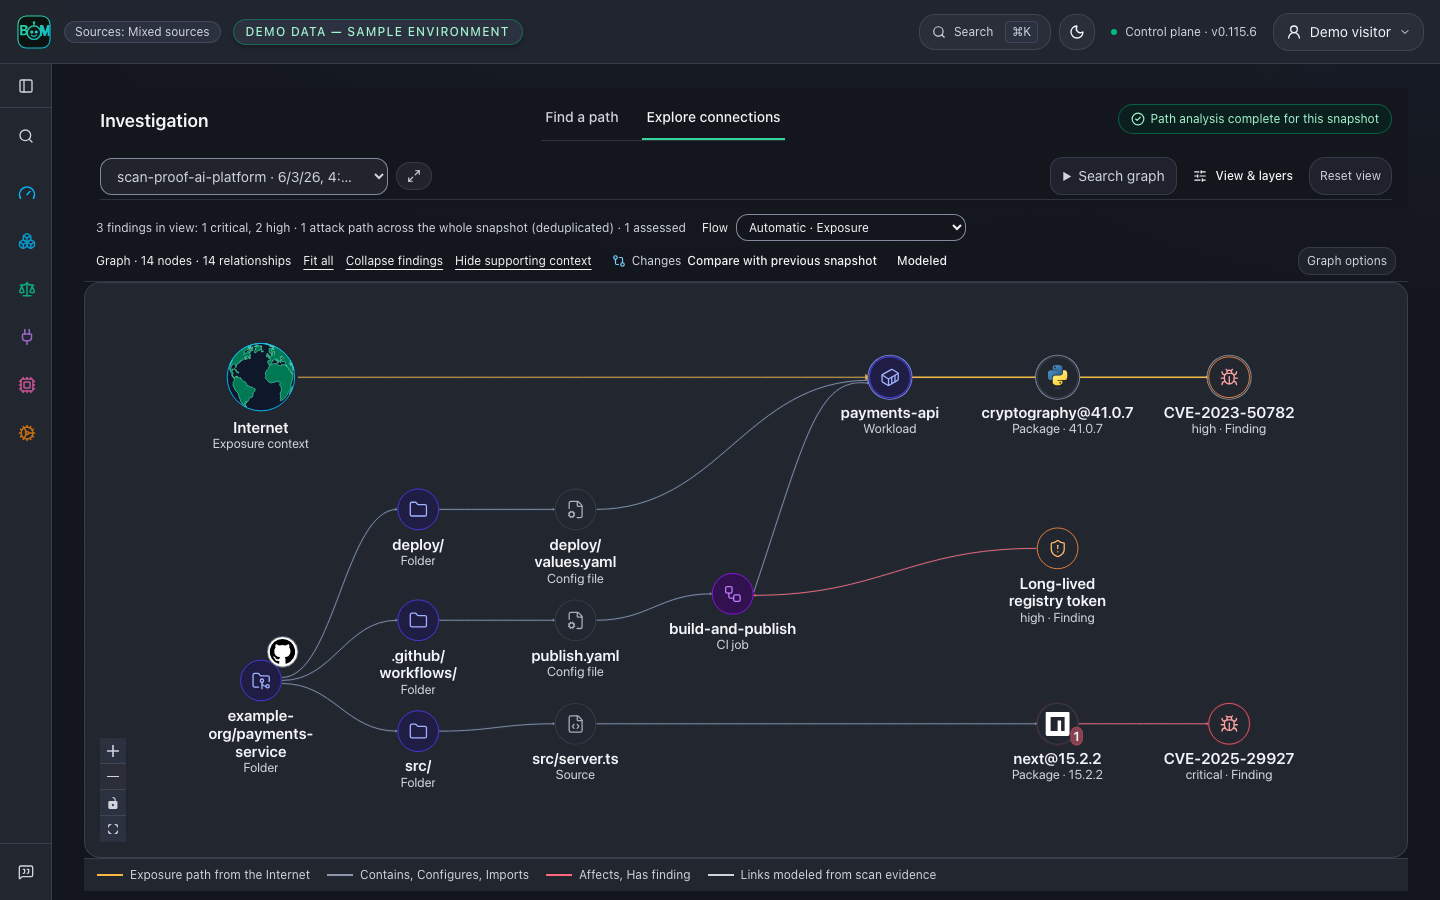 BOM
Sources: Mixed sources
DEMO DATA — SAMPLE ENVIRONMENT
Search
⌘K
Control plane · v0.115.6
Demo visitor
Investigation
Find a path
Explore connections
Path analysis complete for this snapshot
scan-proof-ai-platform · 6/3/26, 4:...
Search graph
View & layers
Reset view
3 findings in view: 1 critical, 2 high · 1 attack path across the whole snapshot (deduplicated) · 1 assessed
Flow
Automatic · Exposure
Graph · 14 nodes · 14 relationships
Fit all
Collapse findings
Hide supporting context
Changes
Compare with previous snapshot
Modeled
Graph options
Internet
Exposure context
payments-api
Workload
cryptography@41.0.7
Package · 41.0.7
CVE-2023-50782
high · Finding
deploy/
Folder
deploy/
values.yaml
Config file
Long-lived
registry token
high · Finding
build-and-publish
CI job
.github/
workflows/
Folder
publish.yaml
Config file
example-
org/payments-
service
Folder
src/
Folder
src/server.ts
Source
1
next@15.2.2
Package · 15.2.2
CVE-2025-29927
critical · Finding
Exposure path from the Internet
Contains, Configures, Imports
Affects, Has finding
Links modeled from scan evidence